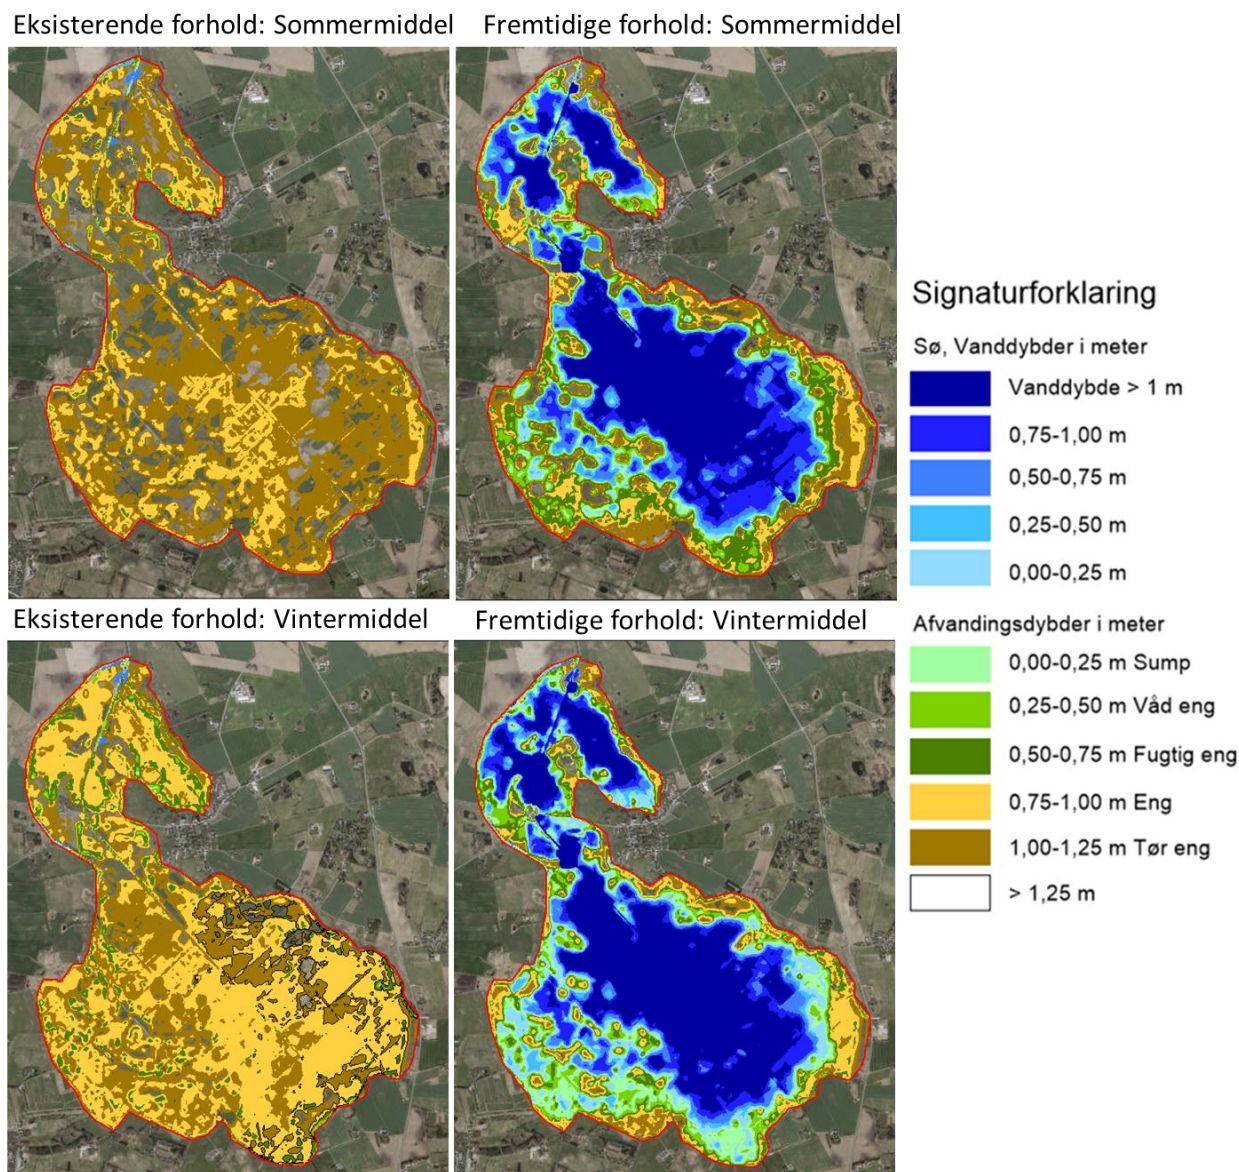 Eksisterende forhold: Sommermiddel
Fremtidige forhold: Sommermiddel
Signaturforklaring
Sø, Vanddybder i meter
Vanddybde > 1 m
0,75-1,00 m
0,50-0,75 m
0,25-0,50 m
0,00-0,25 m
Eksisterende forhold: Vintermiddel
Fremtidige forhold: Vintermiddel
Afvandingsdybder i meter
0,00-0,25 m Sump
0,25-0,50 m Våd eng
0,50-0,75 m Fugtig eng
0,75-1,00 m Eng
1,00-1,25 m Tør eng
> 1,25 m